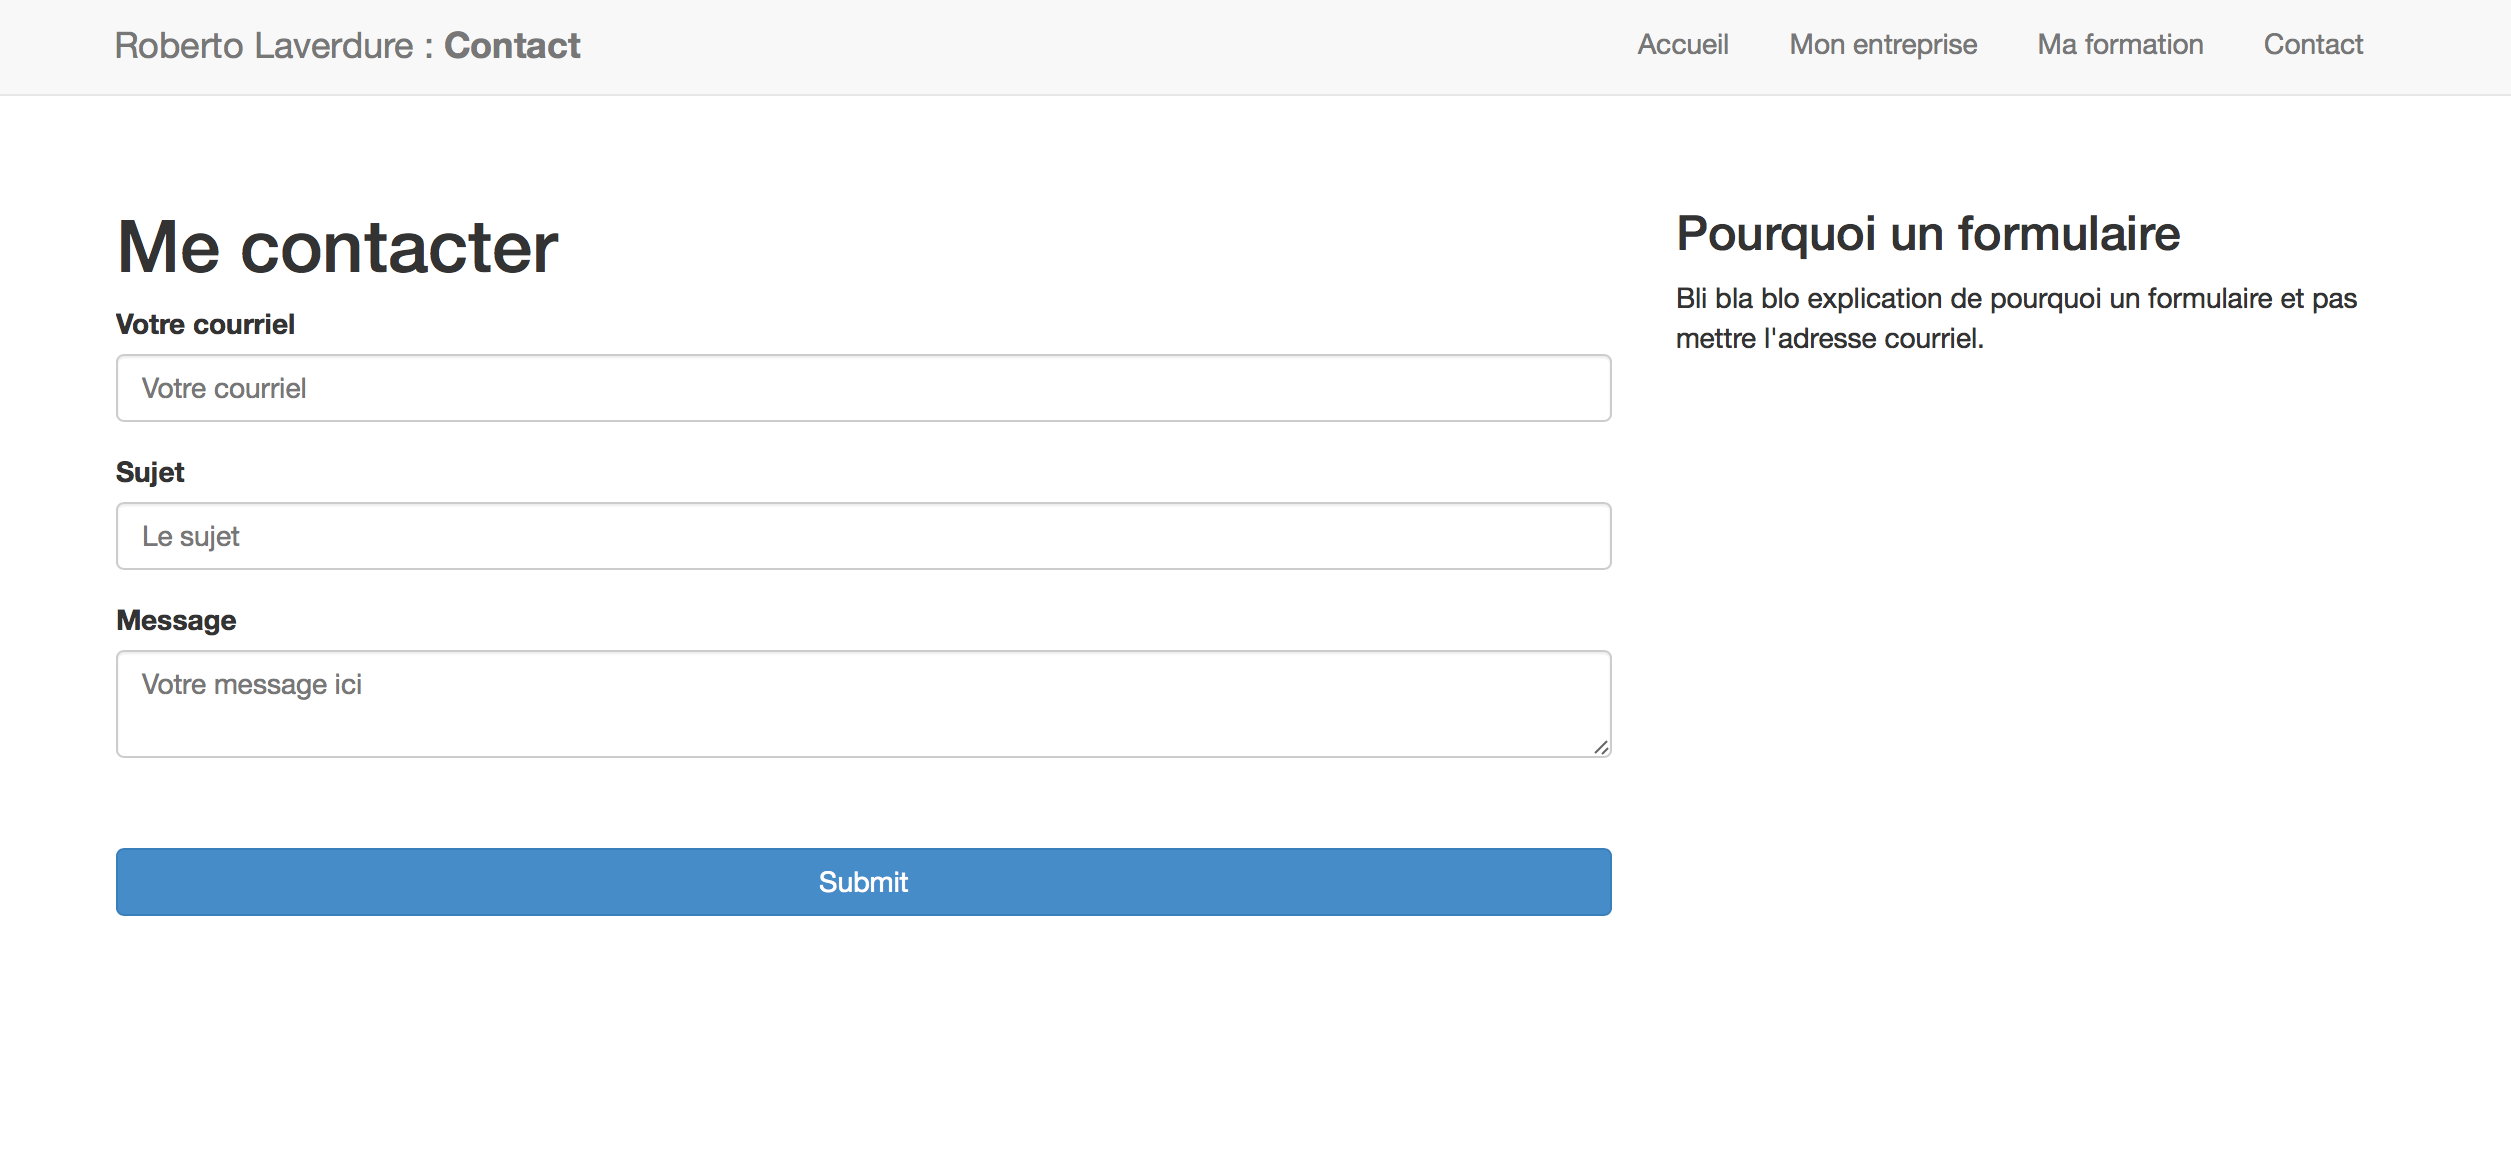 Roberto Laverdure : Contact
Accueil Mon entreprise Ma formation Contact
Me contacter
Votre courriel
Votre courriel
Sujet
Le sujet
Message
Votre message ici
Submit
Pourquoi un formulaire
Bli bla blo explication de pourquoi un formulaire et pas
mettre l'adresse courriel.